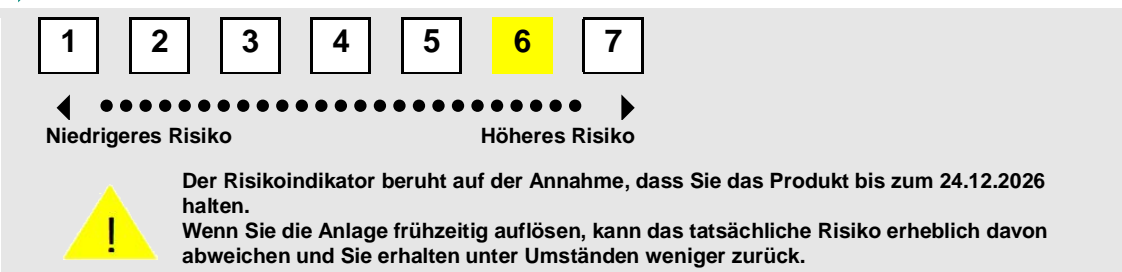 1 2 3 4 5 6 7
Niedrigeres Risiko Höheres Risiko
Der Risikoindikator beruht auf der Annahme, dass Sie das Produkt bis zum 24.12.2026
halten.
Wenn Sie die Anlage frühzeitig auflösen, kann das tatsächliche Risiko erheblich davon
abweichen und Sie erhalten unter Umständen weniger zurück.
!